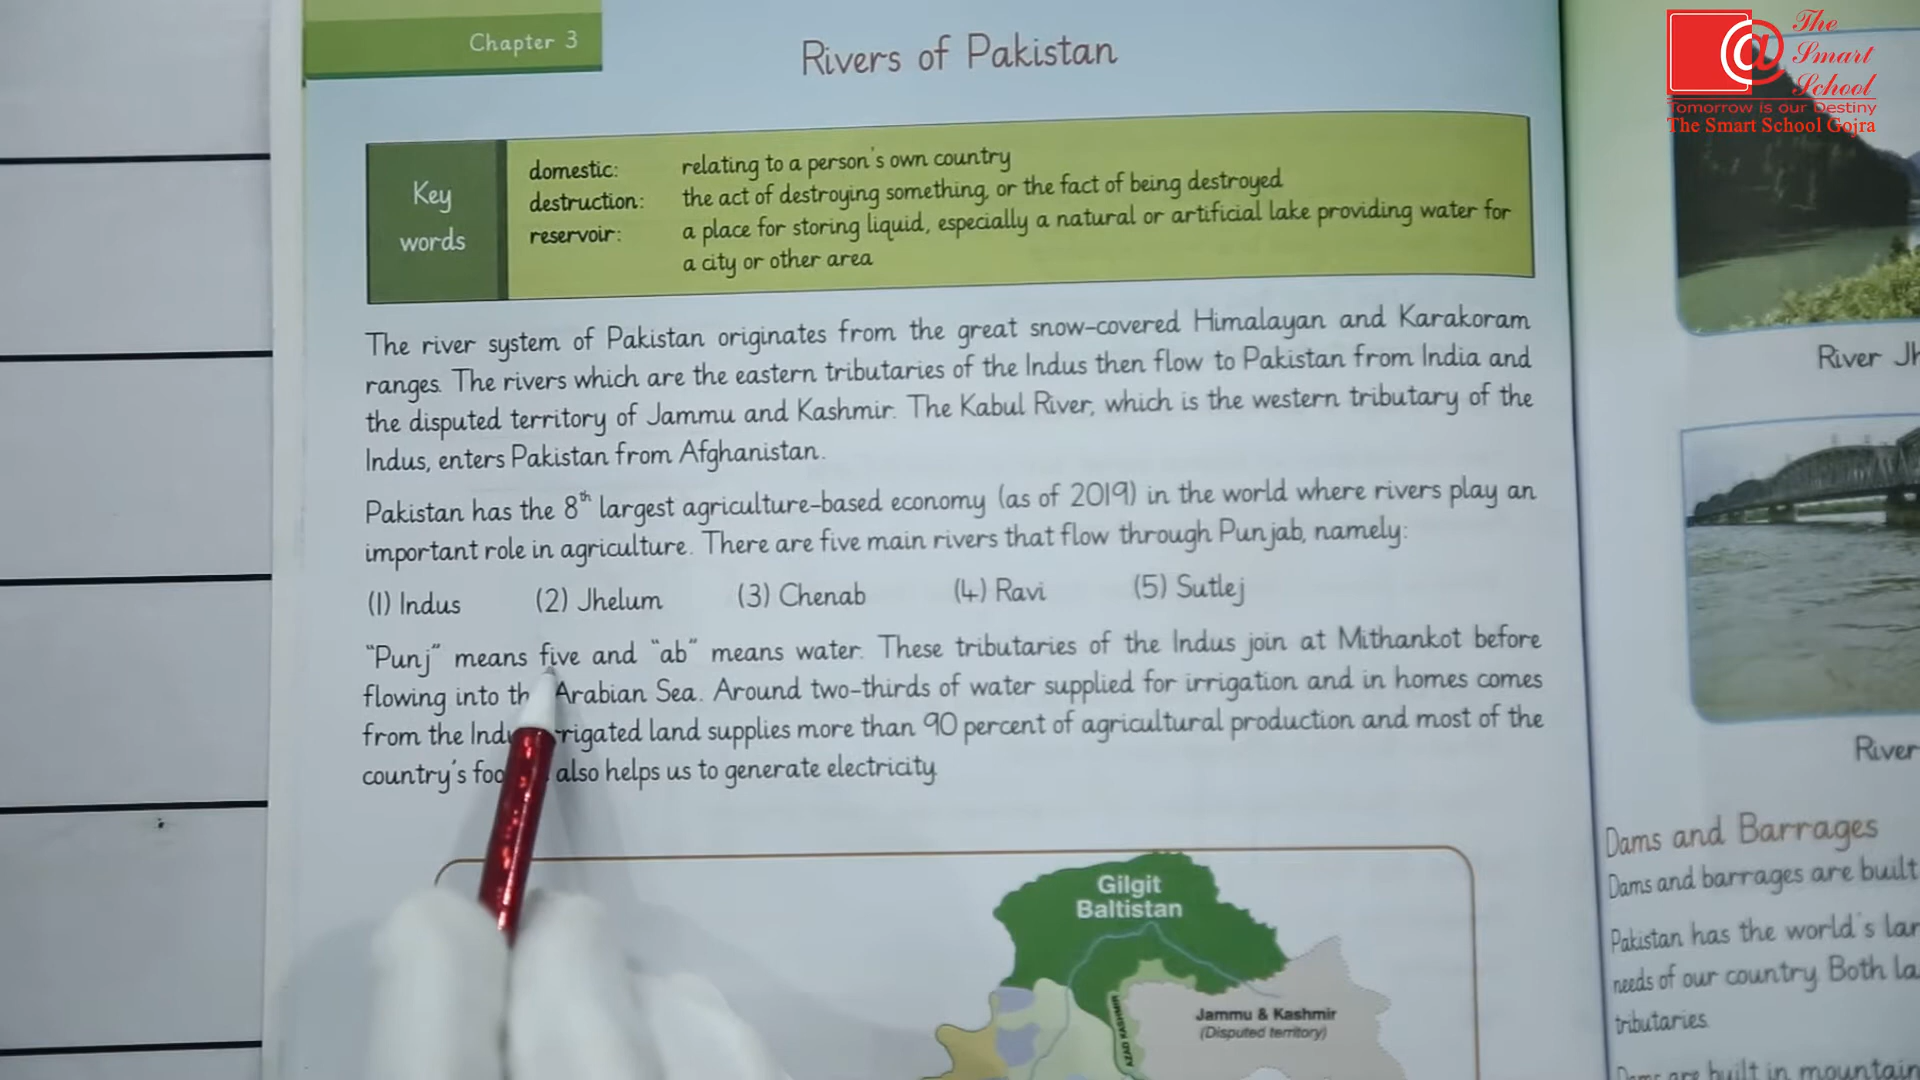 Chapter 3
Rivers of Pakistan
The
Smart
School
Tomorrow is our Destiny
The Smart School Gojra
Key
words
domestic: relating to a person's own country
destruction: the act of destroying something, or the fact of being destroyed
reservoir: a place for storing liquid, especially a natural or artificial lake providing water for
a city or other area
The river system of Pakistan originates from the great snow-covered Himalayan and Karakoram
ranges. The rivers which are the eastern tributaries of the Indus then flow to Pakistan from India and
the disputed territory of Jammu and Kashmir. The Kabul River, which is the western tributary of the
Indus, enters Pakistan from Afghanistan.
Pakistan has the 8th largest agriculture-based economy (as of 2019) in the world where rivers play an
important role in agriculture. There are five main rivers that flow through Punjab, namely:
(1) Indus (2) Jhelum (3) Chenab (4) Ravi (5) Sutlej
"Punj" means five and "ab" means water. These tributaries of the Indus join at Mithankot before
flowing into Arabian Sea. Around two-thirds of water supplied for irrigation and in homes comes
from the land supplies more than 90 percent of agricultural production and most of the
country's also helps us to generate electricity.
Gilgit
Baltistan
Jammu & Kashmir
(Disputed territory)
AZAD KASHMIR
River
River
Dams and Barrages
Dams and barrages are built
Pakistan has the world's
needs of our country. Both
tributaries.
are built in